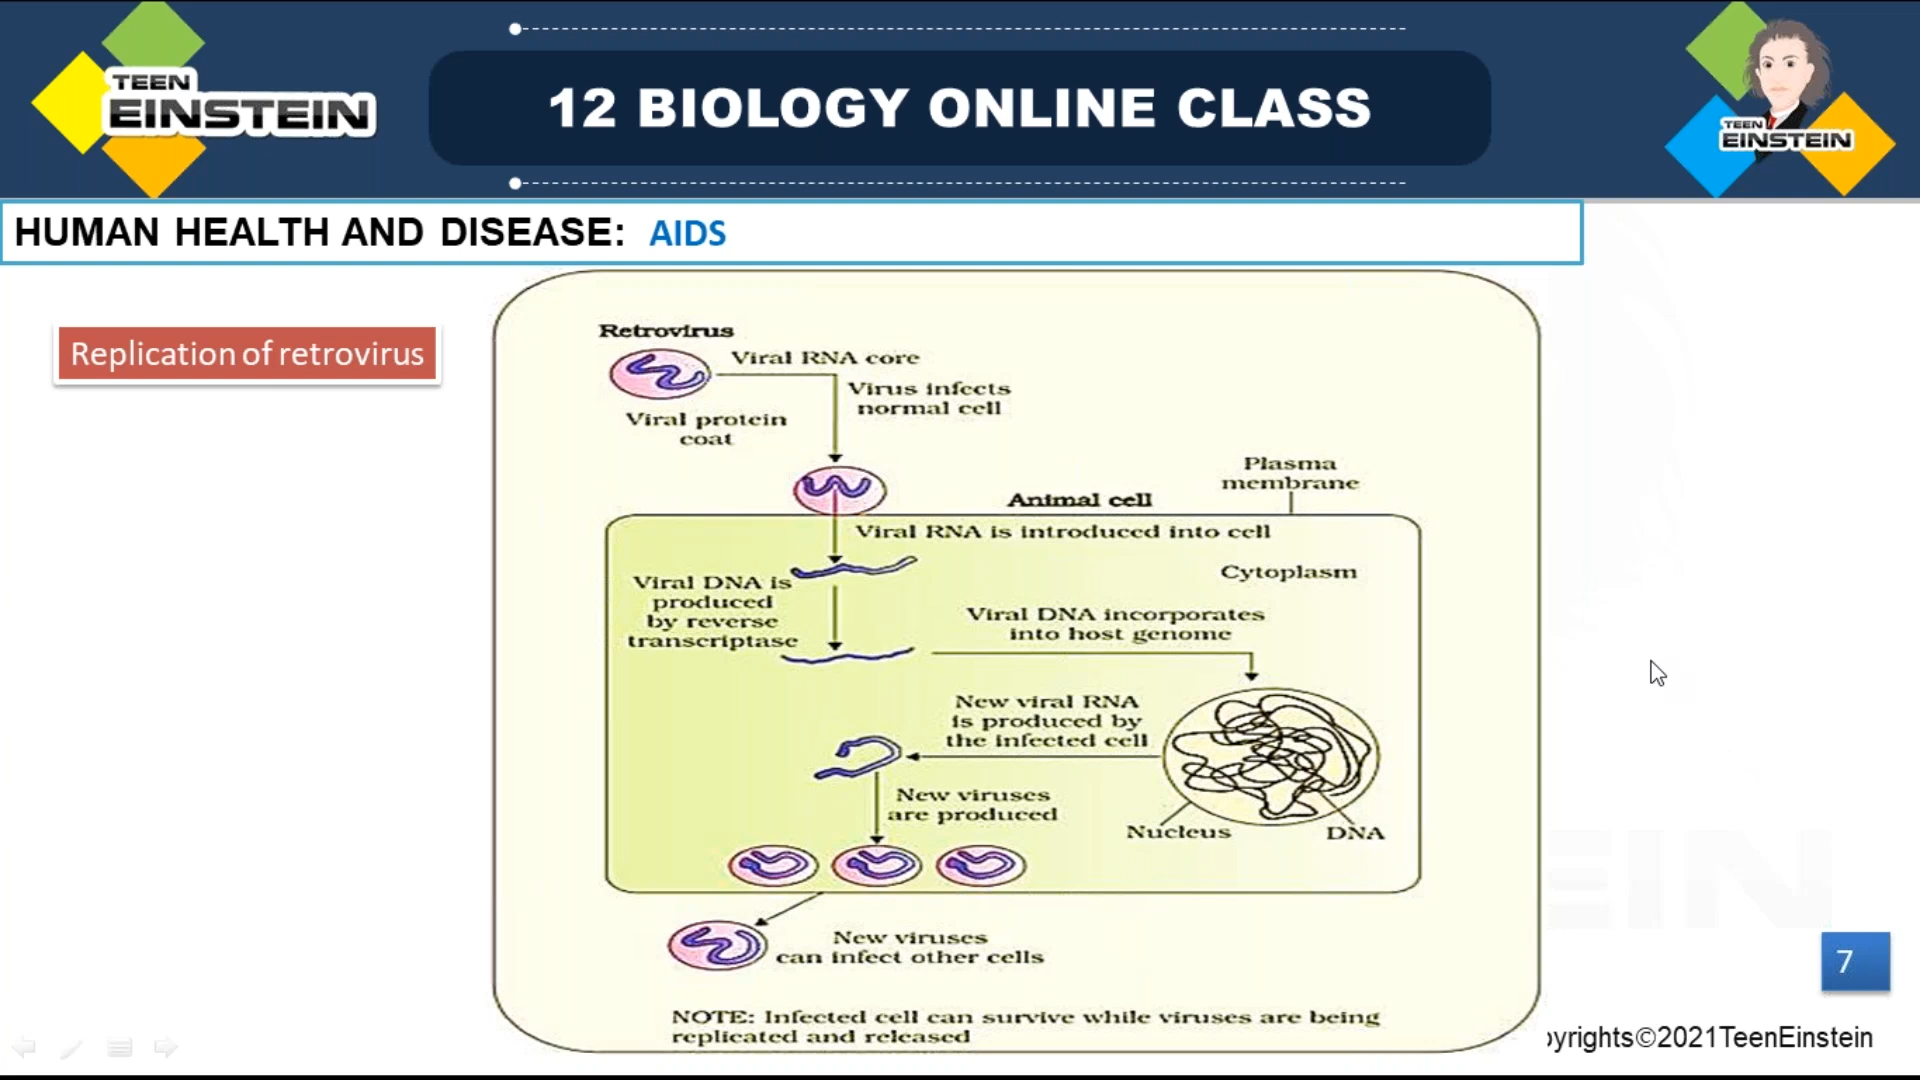 TEEN
EINSTEIN
12 BIOLOGY ONLINE CLASS
TEEN
EINSTEIN
HUMAN HEALTH AND DISEASE: AIDS
Replication of retrovirus
Retrovirus
Viral RNA core
Virus infects
normal cell
Viral protein
coat
Plasma
membrane
Animal cell
Viral RNA is introduced into cell
Cytoplasm
Viral DNA is
produced
by reverse
transcriptase
Viral DNA incorporates
into host genome
New viral RNA
is produced by
the infected cell
New viruses
are produced
Nucleus
DNA
New viruses
can infect other cells
NOTE: Infected cell can survive while viruses are being
replicated and released
EIN
7
yrights©2021TeenEinstein